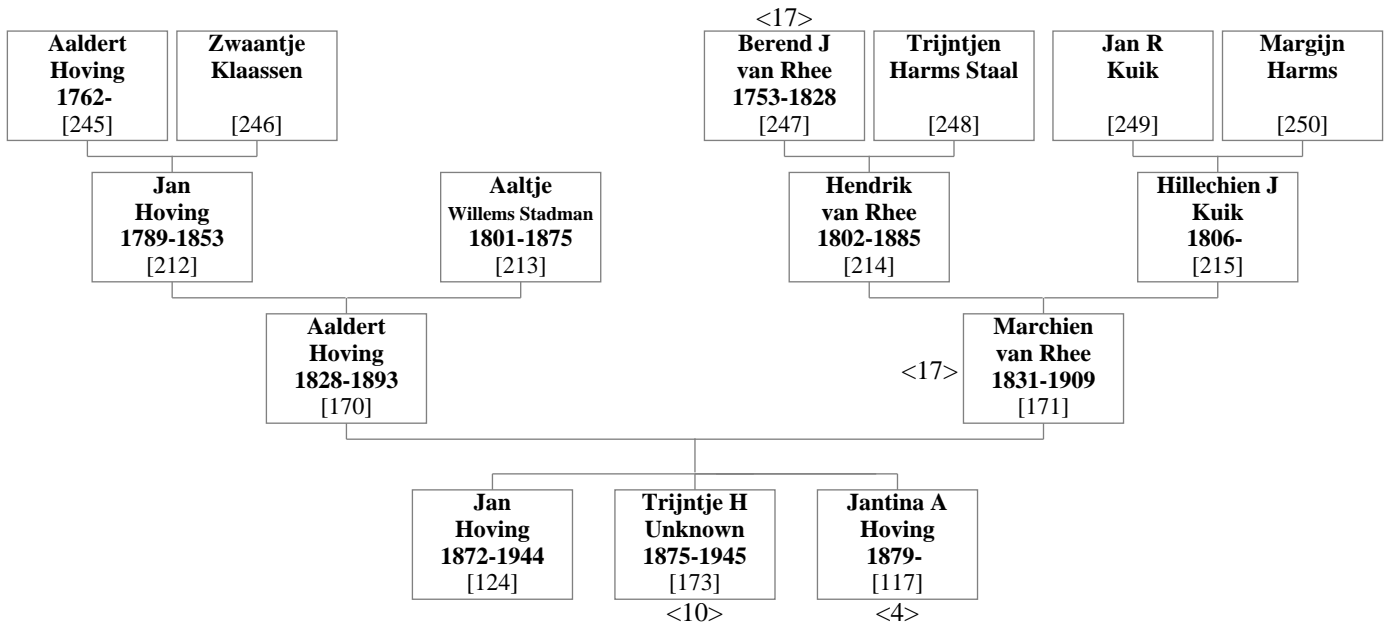 <17>
Aaldert
Hoving
1762-
[245]
Zwaantje
Klaassen
[246]
Berend J
van Rhee
1753-1828
[247]
Trijntjen
Harms Staal
[248]
Jan R
Kuik
[249]
Margijn
Harms
[250]
Jan
Hoving
1789-1853
[212]
Aaltje
Willems Stadman
1801-1875
[213]
Hendrik
van Rhee
1802-1885
[214]
Hillechien J
Kuik
1806-
[215]
Aaldert
Hoving
1828-1893
[170]
<17>
Marchien
van Rhee
1831-1909
[171]
Jan
Hoving
1872-1944
[124]
Trijntje H
Unknown
1875-1945
[173]
<10>
Jantina A
Hoving
1879-
[117]
<4>